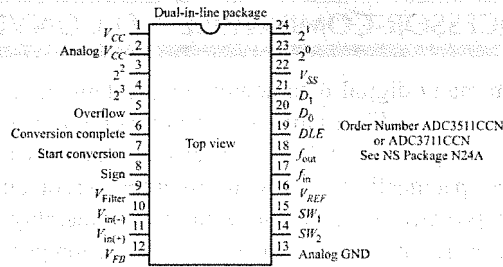 Dual-in-line package
V_CC 1 24 2^1
Analog V_CC 2 23 2^0
2^2 3 22 V_SS
2^3 4 21 D_1
Overflow 5 20 D_0
Conversion complete 6 19 DLE
Start conversion 7 18 f_out
Sign 8 17 f_in
V_Filter 9 16 V_REF
V_in(-) 10 15 SW_1
V_in(+) 11 14 SW_2
V_FB 12 13 Analog GND
Top view
Order Number ADC3511CCN
or ADC3711CCN
See NS Package N24A